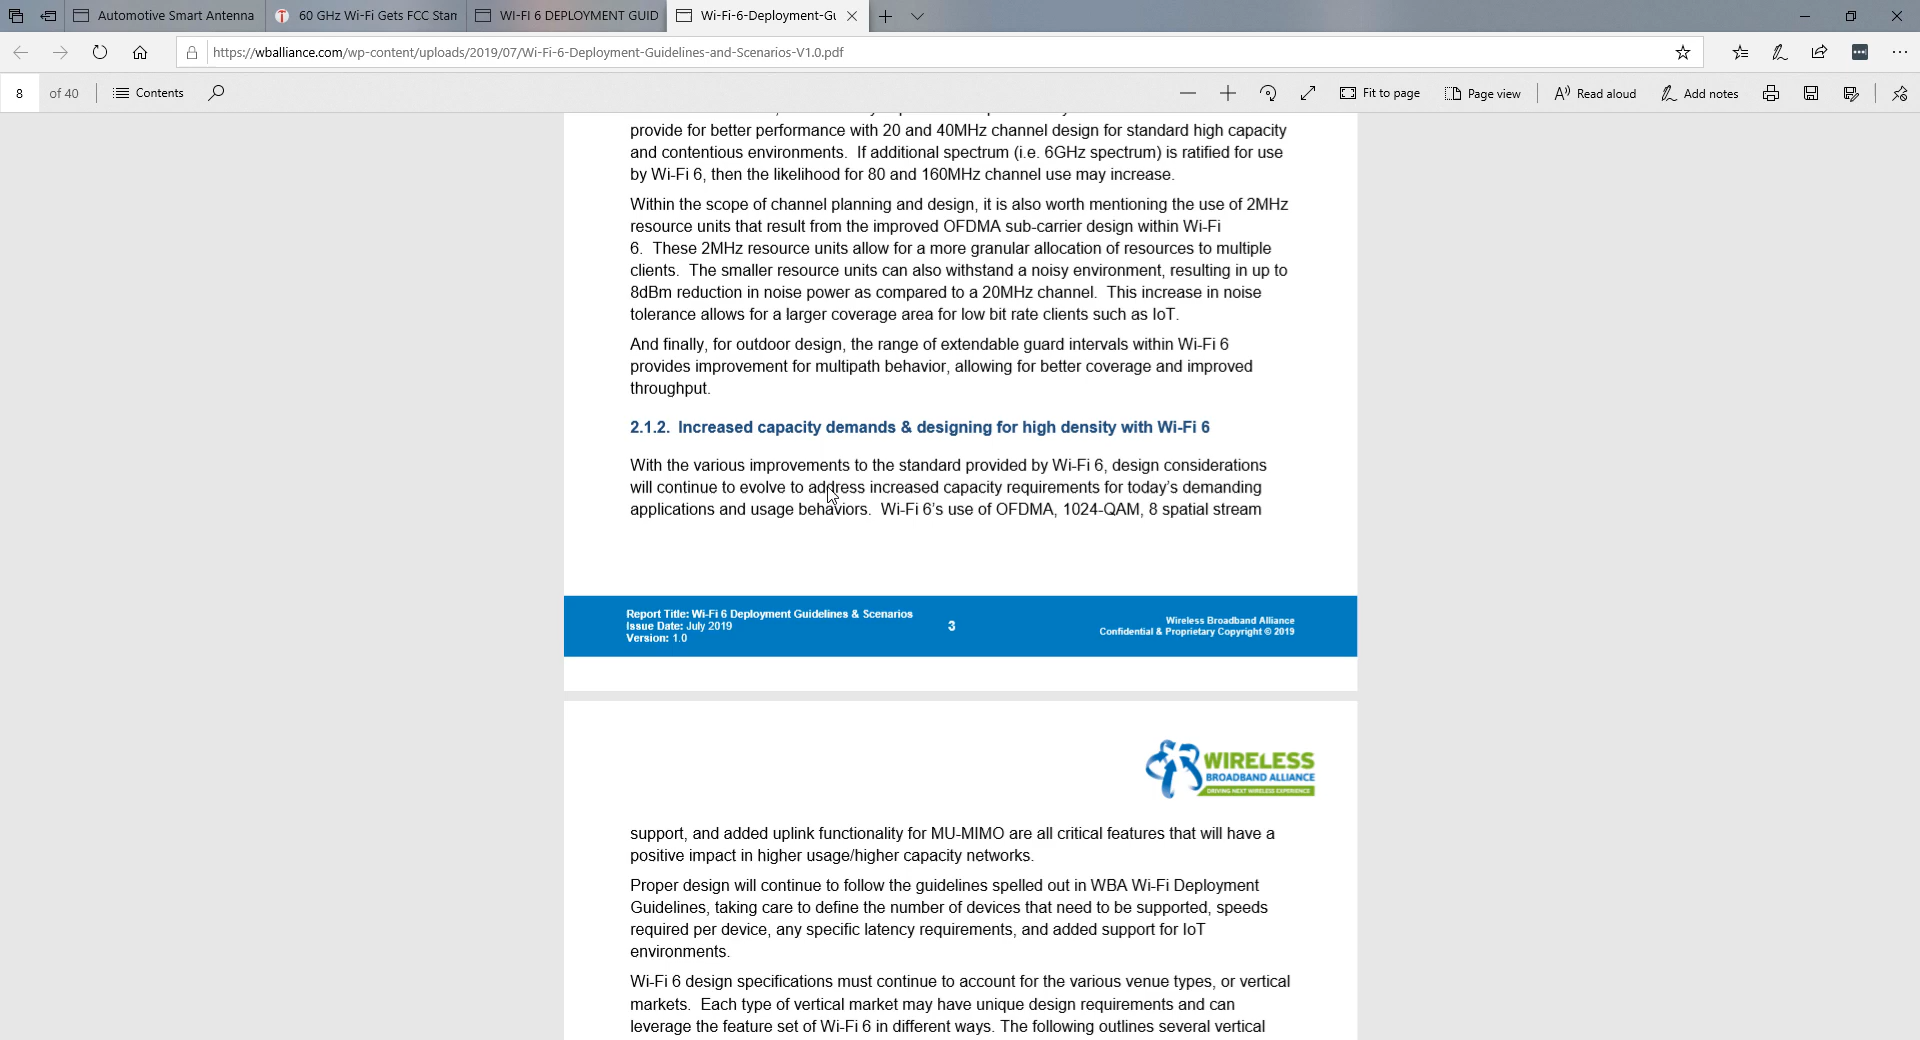 Automotive Smart Antenna
60 GHz Wi-Fi Gets FCC Stan
WI-FI 6 DEPLOYMENT GUID
Wi-Fi-6-Deployment-Gu
https://wballiance.com/wp-content/uploads/2019/07/Wi-Fi-6-Deployment-Guidelines-and-Scenarios-V1.0.pdf
8 of 40 Contents Fit to page Page view Read aloud Add notes
provide for better performance with 20 and 40MHz channel design for standard high capacity
and contentious environments. If additional spectrum (i.e. 6GHz spectrum) is ratified for use
by Wi-Fi 6, then the likelihood for 80 and 160MHz channel use may increase.
Within the scope of channel planning and design, it is also worth mentioning the use of 2MHz
resource units that result from the improved OFDMA sub-carrier design within Wi-Fi
6. These 2MHz resource units allow for a more granular allocation of resources to multiple
clients. The smaller resource units can also withstand a noisy environment, resulting in up to
8dBm reduction in noise power as compared to a 20MHz channel. This increase in noise
tolerance allows for a larger coverage area for low bit rate clients such as IoT.
And finally, for outdoor design, the range of extendable guard intervals within Wi-Fi 6
provides improvement for multipath behavior, allowing for better coverage and improved
throughput.
2.1.2. Increased capacity demands & designing for high density with Wi-Fi 6
With the various improvements to the standard provided by Wi-Fi 6, design considerations
will continue to evolve to address increased capacity requirements for today's demanding
applications and usage behaviors. Wi-Fi 6's use of OFDMA, 1024-QAM, 8 spatial stream
Report Title: Wi-Fi 6 Deployment Guidelines & Scenarios
Issue Date: July 2019
Version: 1.0
3
Wireless Broadband Alliance
Confidential & Proprietary Copyright © 2019
WIRELESS
BROADBAND ALLIANCE
DRIVING NEXT WIRELESS EXPERIENCE
support, and added uplink functionality for MU-MIMO are all critical features that will have a
positive impact in higher usage/higher capacity networks.
Proper design will continue to follow the guidelines spelled out in WBA Wi-Fi Deployment
Guidelines, taking care to define the number of devices that need to be supported, speeds
required per device, any specific latency requirements, and added support for IoT
environments.
Wi-Fi 6 design specifications must continue to account for the various venue types, or vertical
markets. Each type of vertical market may have unique design requirements and can
leverage the feature set of Wi-Fi 6 in different ways. The following outlines several vertical